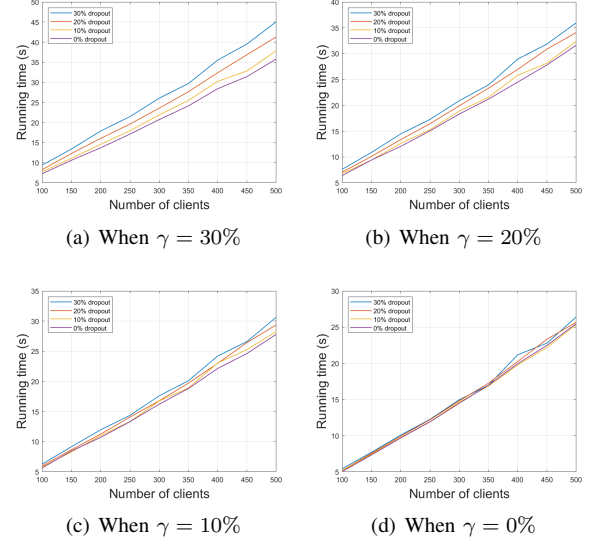 50
45
40
35
30
25
20
15
10
5
Running time (s)
30% dropout
20% dropout
10% dropout
0% dropout
100 150 200 250 300 350 400 450 500
Number of clients
(a) When γ = 30%
40
35
30
25
20
15
10
5
Running time (s)
30% dropout
20% dropout
10% dropout
0% dropout
100 150 200 250 300 350 400 450 500
Number of clients
(b) When γ = 20%
35
30
25
20
15
10
5
Running time (s)
30% dropout
20% dropout
10% dropout
0% dropout
100 150 200 250 300 350 400 450 500
Number of clients
(c) When γ = 10%
30
25
20
15
10
5
Running time (s)
30% dropout
20% dropout
10% dropout
0% dropout
100 150 200 250 300 350 400 450 500
Number of clients
(d) When γ = 0%